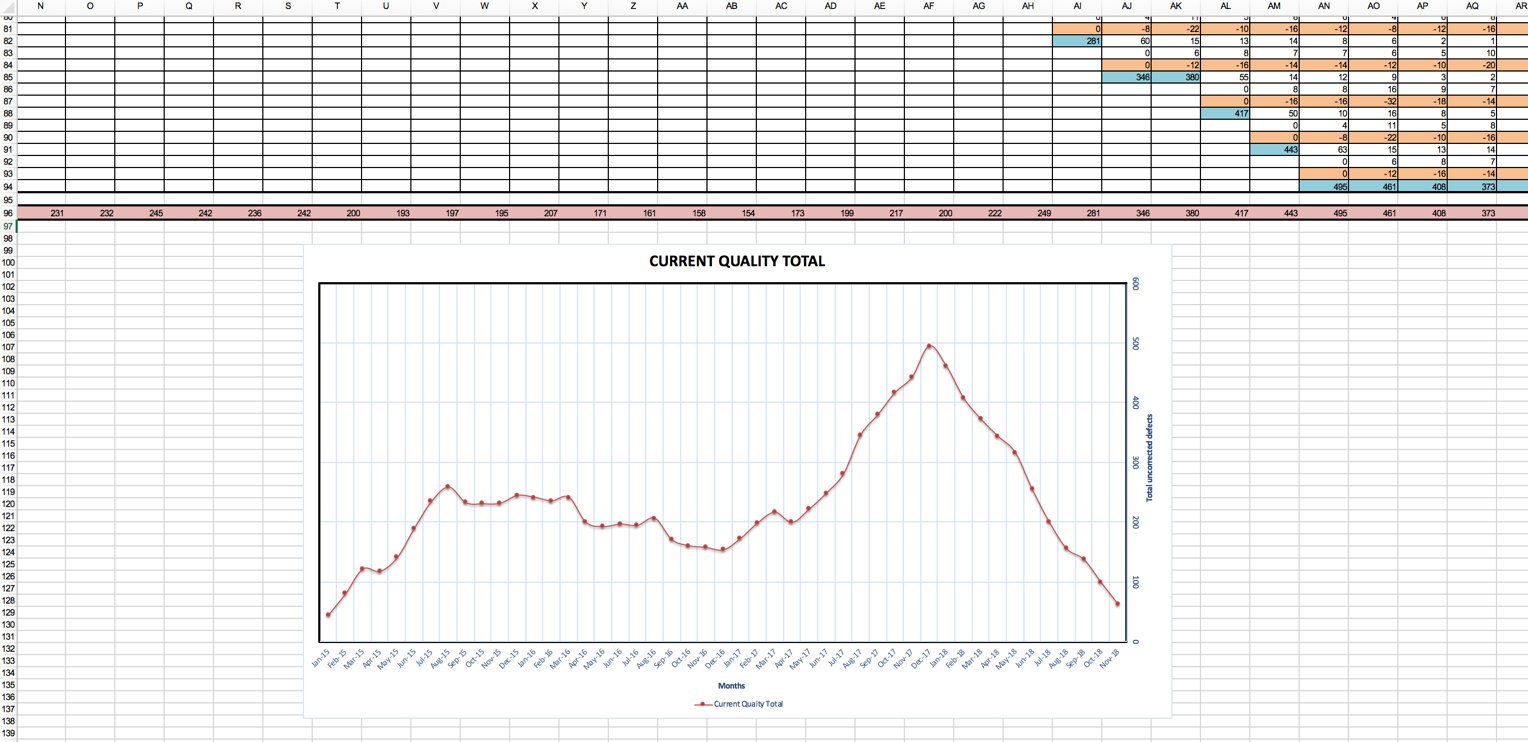 N O P Q R S T U V W X Y Z AA AB AC AD AE AF AG AH AI AJ AK AL AM AN AO AP AQ AR
81 0 -8 -22 -10 -16 -12 -8 -12 -16
82 281 60 15 13 14 8 6 2 1
83 0 6 8 7 7 6 5 10
84 0 -12 -16 -14 -14 -12 -10 -20
85 346 380 55 14 12 9 3 2
86 0 8 8 16 9 7
87 0 -16 -16 -32 -18 -14
88 417 50 10 16 8 5
89 0 4 11 5 8
90 0 -8 -22 -10 -16
91 443 63 15 13 14
92 0 6 8 7
93 0 -12 -16 -14
94 495 461 408 373
95
96 231 232 245 242 236 242 200 193 197 195 207 171 161 158 154 173 199 217 200 222 249 281 346 380 417 443 495 461 408 373
97
98
99
100
101
102
103
104
105
106
107
108
109
110
111
112
113
114
115
116
117
118
119
120
121
122
123
124
125
126
127
128
129
130
131
132
133
134
135
136
137
138
139
CURRENT QUALITY TOTAL
600
500
400
300
200
100
0
Total uncorrected defects
Jan-15 Feb-15 Mar-15 Apr-15 May-15 Jun-15 Jul-15 Aug-15 Sep-15 Oct-15 Nov-15 Dec-15 Jan-16 Feb-16 Mar-16 Apr-16 May-16 Jun-16 Jul-16 Aug-16 Sep-16 Oct-16 Nov-16 Dec-16 Jan-17 Feb-17 Mar-17 Apr-17 May-17 Jun-17 Jul-17 Aug-17 Sep-17 Oct-17 Nov-17 Dec-17 Jan-18 Feb-18 Mar-18 Apr-18 May-18 Jun-18 Jul-18 Aug-18 Sep-18 Oct-18 Nov-18
Months
Current Quaity Total